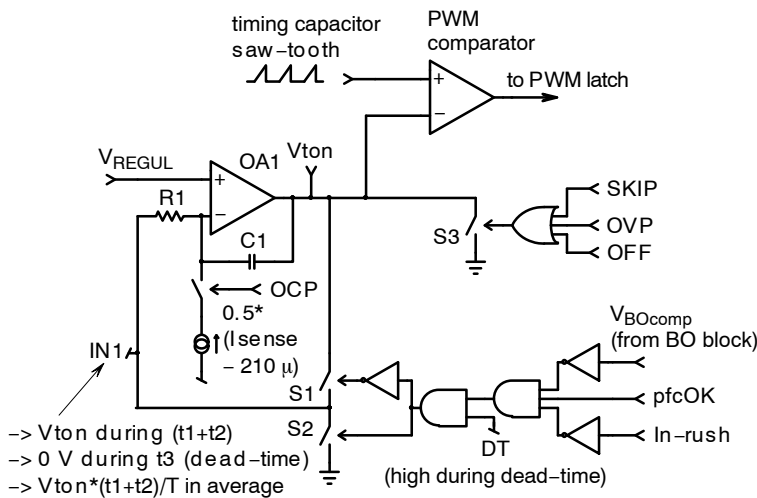 timing capacitor
saw-tooth
PWM
comparator
to PWM latch
+
−
VREGUL
OA1
Vton
+
−
R1
C1
S3
SKIP
OVP
OFF
OCP
0.5*
(Isense
− 210 μ)
IN1
S1
S2
VBOcomp
(from BO block)
pfcOK
In-rush
DT
(high during dead-time)
-> Vton during (t1+t2)
-> 0 V during t3 (dead-time)
-> Vton*(t1+t2)/T in average